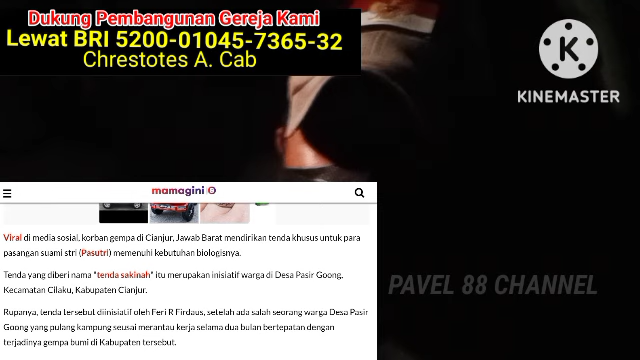 Dukung Pembangunan Gereja Kami
Lewat BRI 5200-01045-7365-32
Chrestotes A. Cab
KINEMASTER
mamagini
Viral di media sosial, korban gempa di Cianjur, Jawa Barat mendirikan tenda khusus untuk para
pasangan suami stri (Pasutri) memenuhi kebutuhan biologisnya.
Tenda yang diberi nama "tenda sakinah" itu merupakan inisiatif warga di Desa Pasir Goong,
Kecamatan Cilaku, Kabupaten Cianjur.
Rupanya, tenda tersebut diinisiatif oleh Feri R Firdaus, setelah ada salah seorang warga Desa Pasir
Goong yang pulang kampung seusai merantau kerja selama dua bulan bertepatan dengan
terjadinya gempa bumi di Kabupaten tersebut.
PAVEL 88 CHANNEL